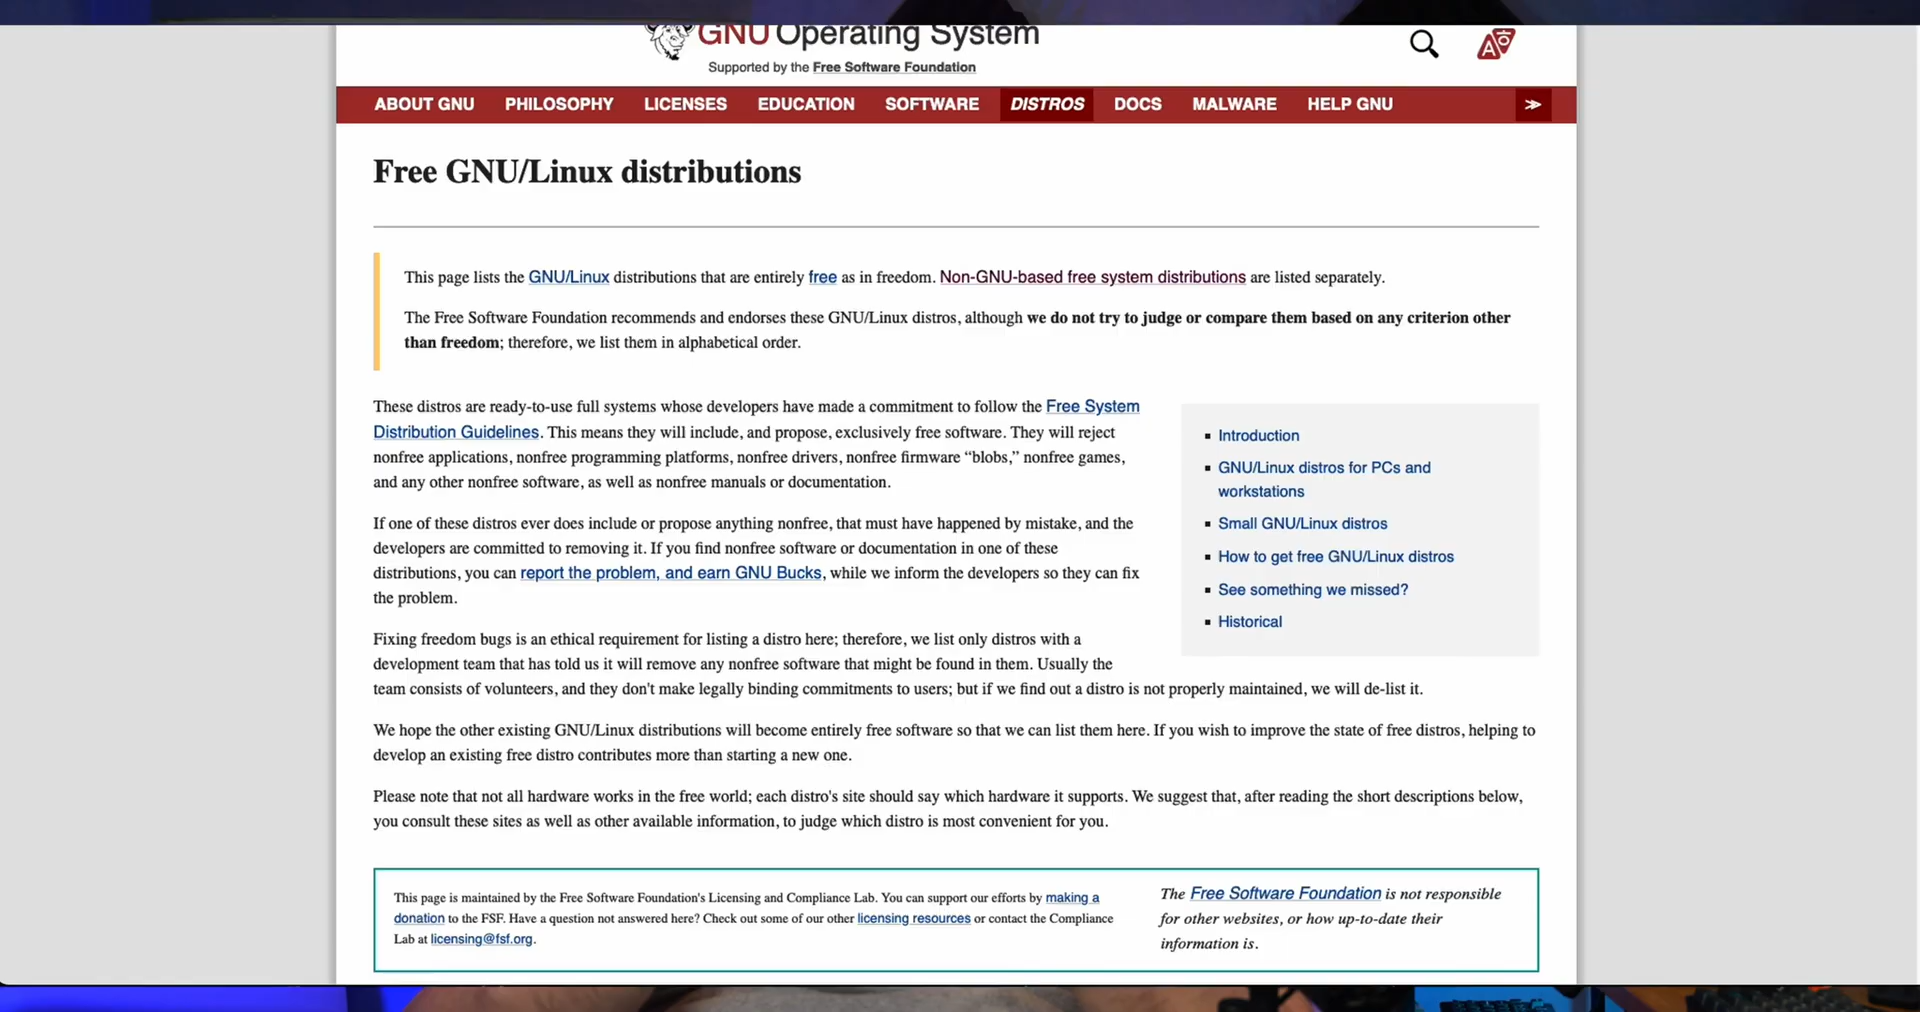 GNU Operating System
Supported by the Free Software Foundation
ABOUT GNU PHILOSOPHY LICENSES EDUCATION SOFTWARE DISTROS DOCS MALWARE HELP GNU ≫
Free GNU/Linux distributions
This page lists the GNU/Linux distributions that are entirely free as in freedom. Non-GNU-based free system distributions are listed separately.
The Free Software Foundation recommends and endorses these GNU/Linux distros, although we do not try to judge or compare them based on any criterion other
than freedom; therefore, we list them in alphabetical order.
These distros are ready-to-use full systems whose developers have made a commitment to follow the Free System
Distribution Guidelines. This means they will include, and propose, exclusively free software. They will reject
nonfree applications, nonfree programming platforms, nonfree drivers, nonfree firmware “blobs,” nonfree games,
and any other nonfree software, as well as nonfree manuals or documentation.
If one of these distros ever does include or propose anything nonfree, that must have happened by mistake, and the
developers are committed to removing it. If you find nonfree software or documentation in one of these
distributions, you can report the problem, and earn GNU Bucks, while we inform the developers so they can fix
the problem.
Fixing freedom bugs is an ethical requirement for listing a distro here; therefore, we list only distros with a
development team that has told us it will remove any nonfree software that might be found in them. Usually the
team consists of volunteers, and they don't make legally binding commitments to users; but if we find out a distro is not properly maintained, we will de-list it.
We hope the other existing GNU/Linux distributions will become entirely free software so that we can list them here. If you wish to improve the state of free distros, helping to
develop an existing free distro contributes more than starting a new one.
Please note that not all hardware works in the free world; each distro's site should say which hardware it supports. We suggest that, after reading the short descriptions below,
you consult these sites as well as other available information, to judge which distro is most convenient for you.
Introduction
GNU/Linux distros for PCs and
workstations
Small GNU/Linux distros
How to get free GNU/Linux distros
See something we missed?
Historical
This page is maintained by the Free Software Foundation's Licensing and Compliance Lab. You can support our efforts by making a
donation to the FSF. Have a question not answered here? Check out some of our other licensing resources or contact the Compliance
Lab at licensing@fsf.org.
The Free Software Foundation is not responsible
for other websites, or how up-to-date their
information is.